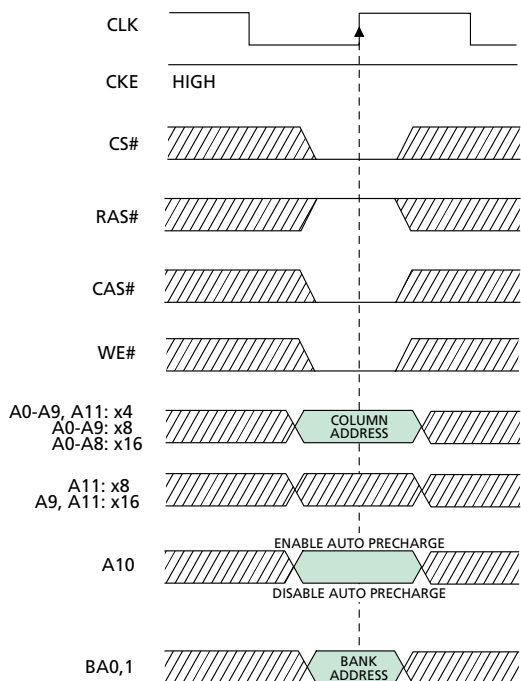 CLK
CKE HIGH
CS#
RAS#
CAS#
WE#
A0-A9, A11: x4
A0-A9: x8
A0-A8: x16
COLUMN
ADDRESS
A11: x8
A9, A11: x16
ENABLE AUTO PRECHARGE
A10
DISABLE AUTO PRECHARGE
BA0,1
BANK
ADDRESS